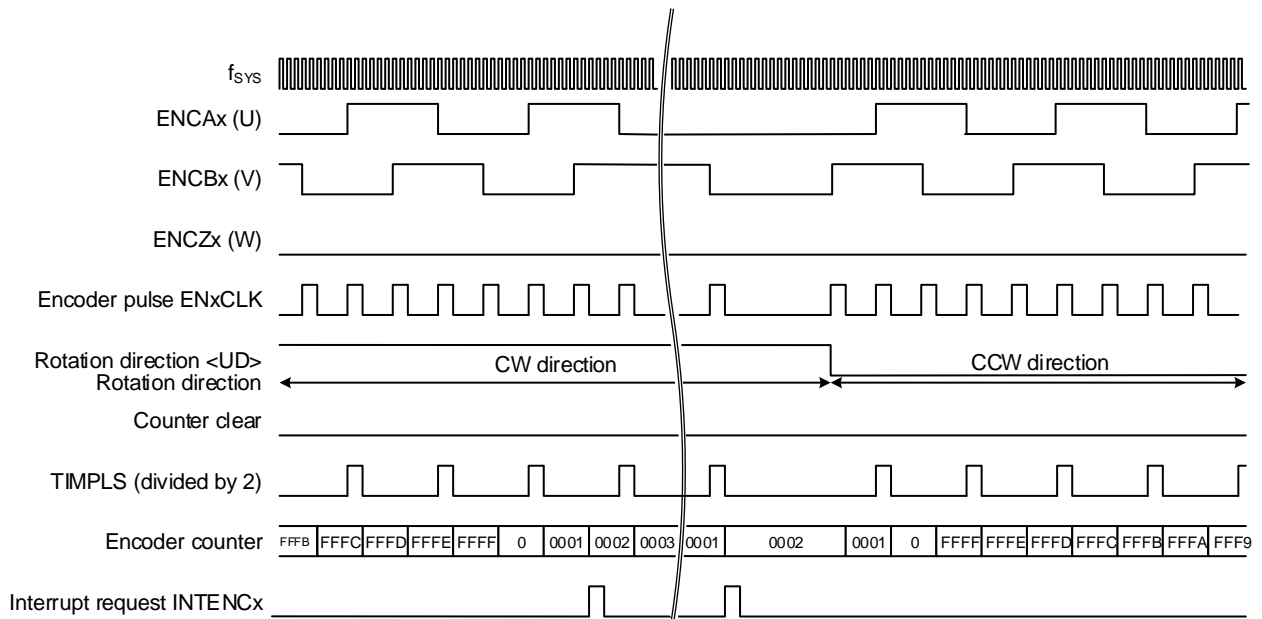 fSYS
ENCAx (U)
ENCBx (V)
ENCZx (W)
Encoder pulse ENxCLK
Rotation direction <UD>
Rotation direction
CW direction
CCW direction
Counter clear
TIMPLS (divided by 2)
Encoder counter FFFB FFFC FFFD FFFE FFFF 0 0001 0002 0003 0001 0002 0001 0 FFFF FFFE FFFD FFFC FFFB FFFA FFF9
Interrupt request INTENCx